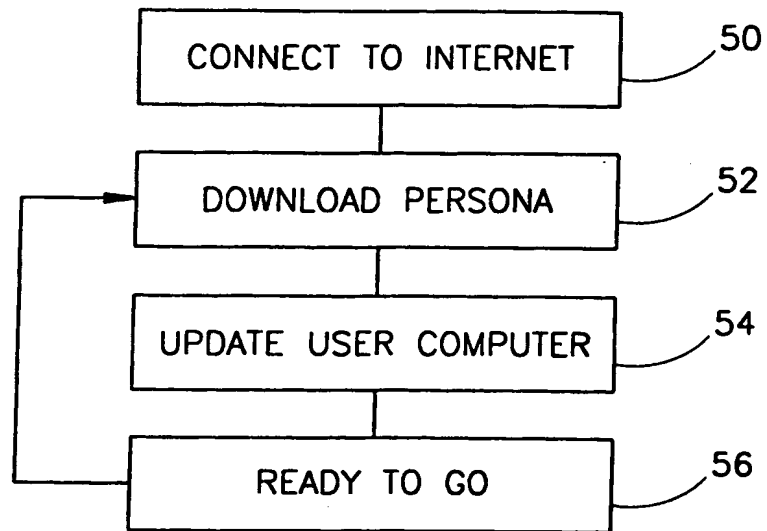 CONNECT TO INTERNET
50
DOWNLOAD PERSONA
52
UPDATE USER COMPUTER
54
READY TO GO
56